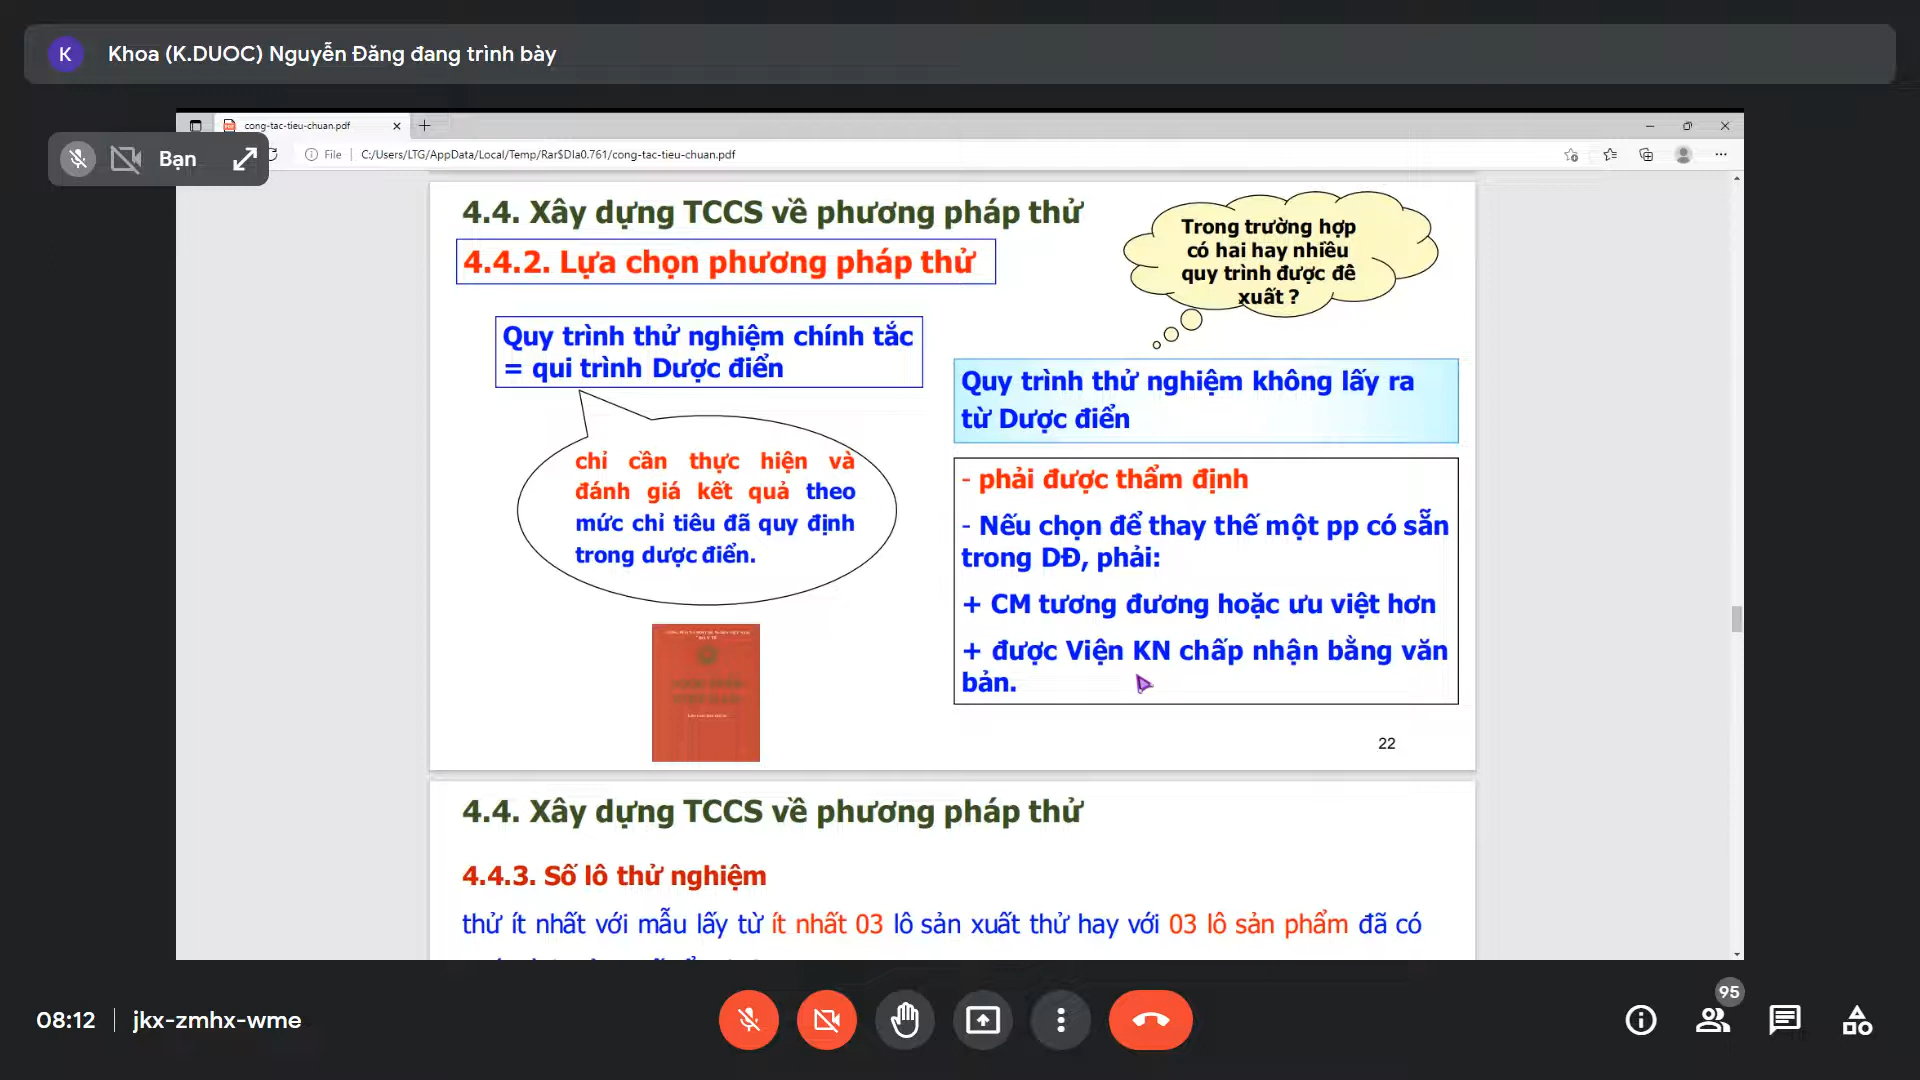 K
Khoa (K.DUOC) Nguyễn Đăng đang trình bày
cong-tac-tieu-chuan.pdf
Bạn
File
C:/Users/LTG/AppData/Local/Temp/Rar$DIa0.761/cong-tac-tieu-chuan.pdf
4.4. Xây dựng TCCS về phương pháp thử
4.4.2. Lựa chọn phương pháp thử
Trong trường hợp
có hai hay nhiều
quy trình được đề
xuất ?
Quy trình thử nghiệm chính tắc
= qui trình Dược điển
chỉ cần thực hiện và
đánh giá kết quả theo
mức chỉ tiêu đã quy định
trong dược điển.
Quy trình thử nghiệm không lấy ra
từ Dược điển
- phải được thẩm định
- Nếu chọn để thay thế một pp có sẵn
trong DĐ, phải:
+ CM tương đương hoặc ưu việt hơn
+ được Viện KN chấp nhận bằng văn
bản.
22
4.4. Xây dựng TCCS về phương pháp thử
4.4.3. Số lô thử nghiệm
thử ít nhất với mẫu lấy từ ít nhất 03 lô sản xuất thử hay với 03 lô sản phẩm đã có
08:12
jkx-zmhx-wme
95